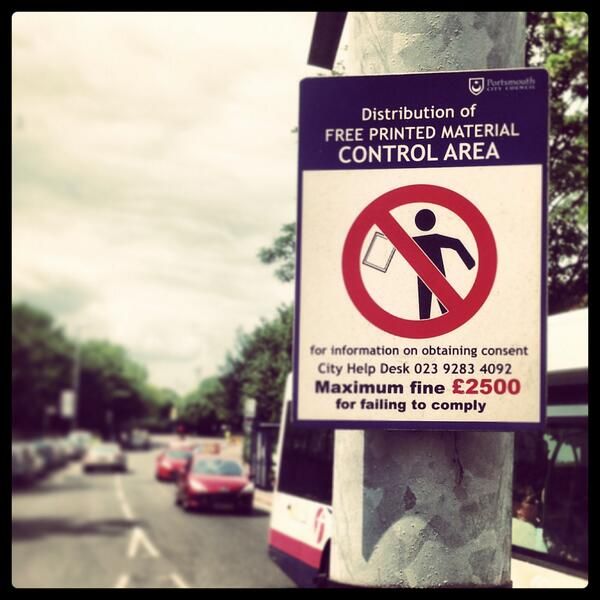 Portsmouth
CITY COUNCIL
Distribution of
FREE PRINTED MATERIAL
CONTROL AREA
for information on obtaining consent
City Help Desk 023 9283 4092
Maximum fine £2500
for failing to comply